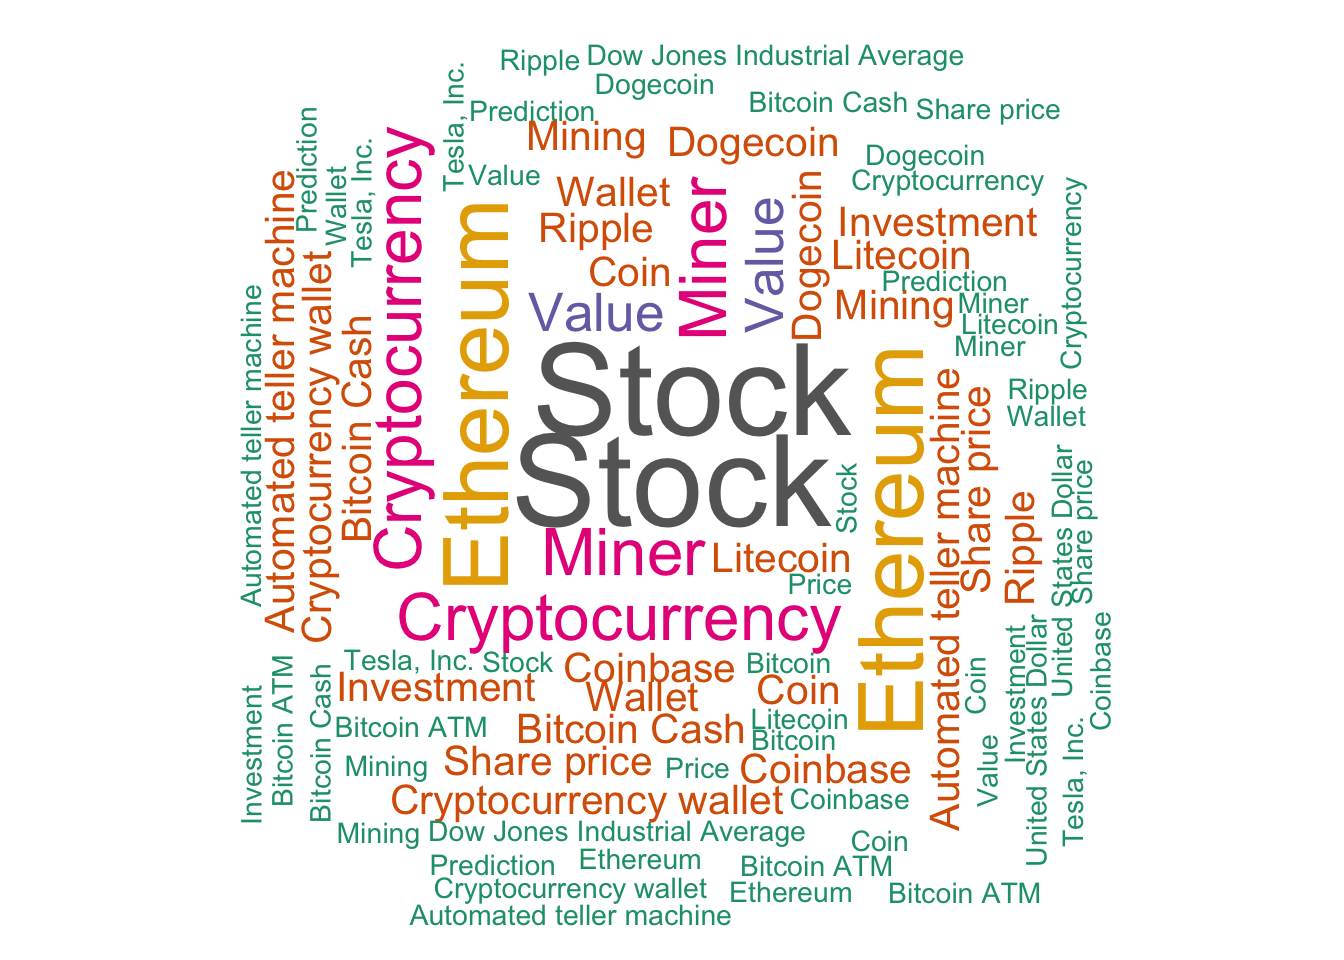 Ripple
Dow Jones Industrial Average
Dogecoin
Tesla, Inc.
Prediction
Bitcoin Cash
Share price
Mining
Dogecoin
Prediction
Wallet
Tesla, Inc.
Value
Wallet
Dogecoin
Cryptocurrency
Automated teller machine
Cryptocurrency
Ethereum
Ripple
Miner
Value
Dogecoin
Investment
Litecoin
Cryptocurrency
Coin
Prediction
Value
Mining
Miner
Litecoin
Miner
Automated teller machine
Cryptocurrency wallet
Bitcoin Cash
Stock
Ethereum
Automated teller machine
Share price
Ripple
Wallet
Stock
Stock
Ripple
United States Dollar
Share price
Miner
Litecoin
Price
Cryptocurrency
Tesla, Inc.
Stock
Coinbase
Bitcoin
Investment
Wallet
Coin
Coin
Investment
United States Dollar
Coinbase
Investment
Bitcoin ATM
Bitcoin Cash
Bitcoin ATM
Bitcoin Cash
Litecoin
Bitcoin
Value
Tesla, Inc.
Mining
Share price
Price
Coinbase
Cryptocurrency wallet
Coinbase
Mining
Dow Jones Industrial Average
Coin
Prediction
Ethereum
Bitcoin ATM
Cryptocurrency wallet
Ethereum
Bitcoin ATM
Automated teller machine